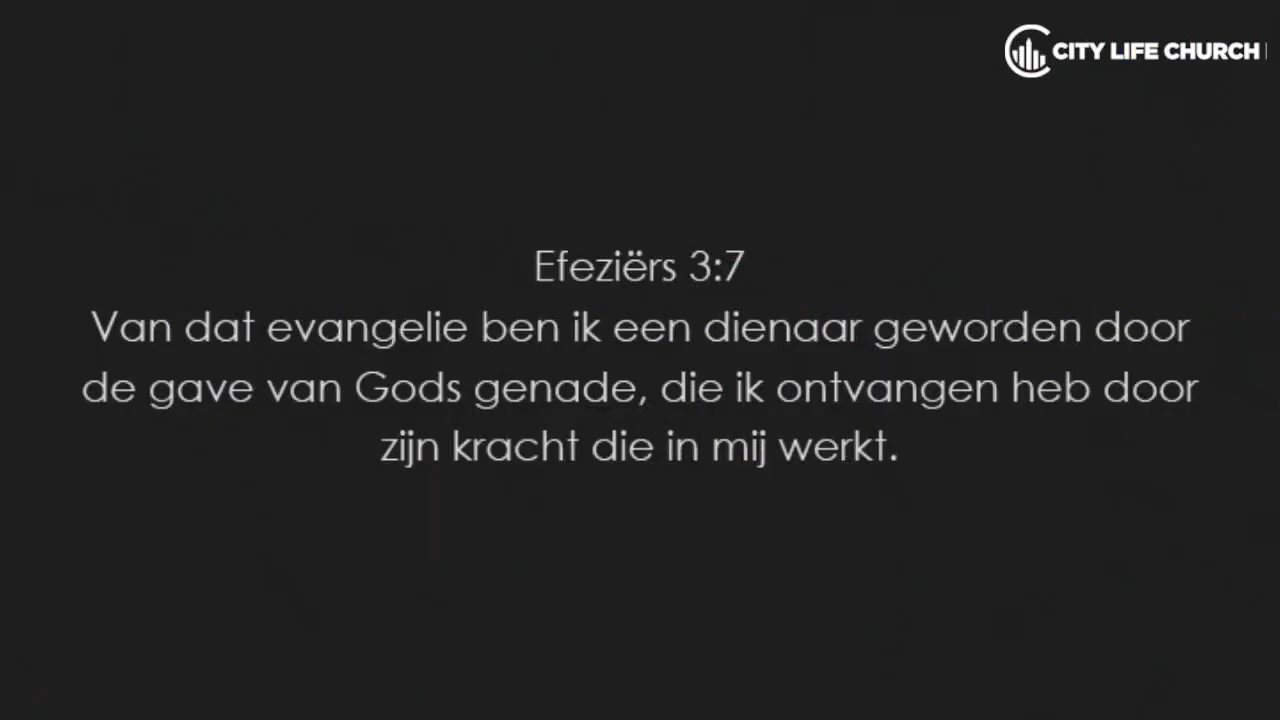 CITY LIFE CHURCH
Efeziërs 3:7
Van dat evangelie ben ik een dienaar geworden door
de gave van Gods genade, die ik ontvangen heb door
zijn kracht die in mij werkt.